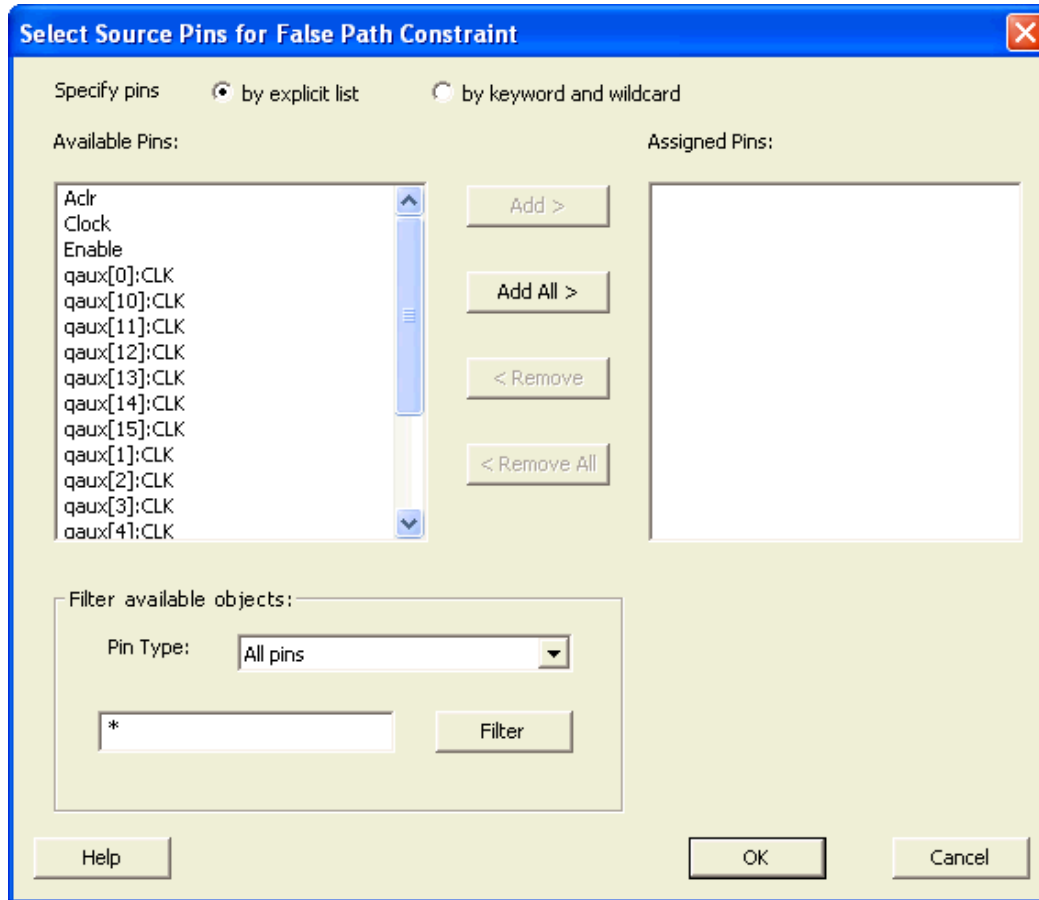 Select Source Pins for False Path Constraint
Specify pins by explicit list by keyword and wildcard
Available Pins: Assigned Pins:
Aclr
Clock
Enable
qaux[0]:CLK
qaux[10]:CLK
qaux[11]:CLK
qaux[12]:CLK
qaux[13]:CLK
qaux[14]:CLK
qaux[15]:CLK
qaux[1]:CLK
qaux[2]:CLK
qaux[3]:CLK
qaux[4]:CLK
Add >
Add All >
< Remove
< Remove All
Filter available objects:
Pin Type: All pins
* Filter
Help OK Cancel